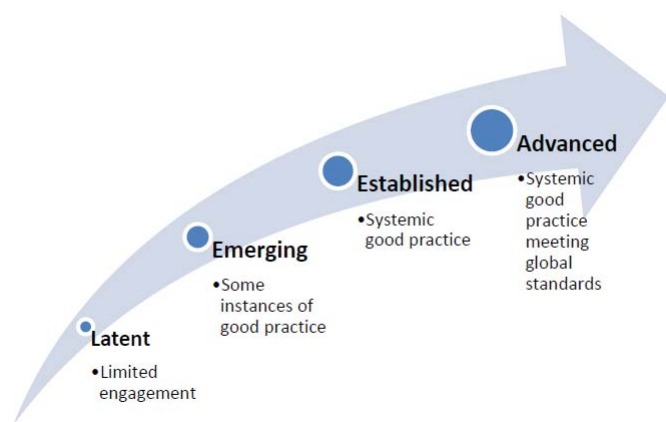 Latent
•Limited
engagement
Emerging
•Some
instances of
good practice
Established
•Systemic
good practice
Advanced
•Systemic
good
practice
meeting
global
standards